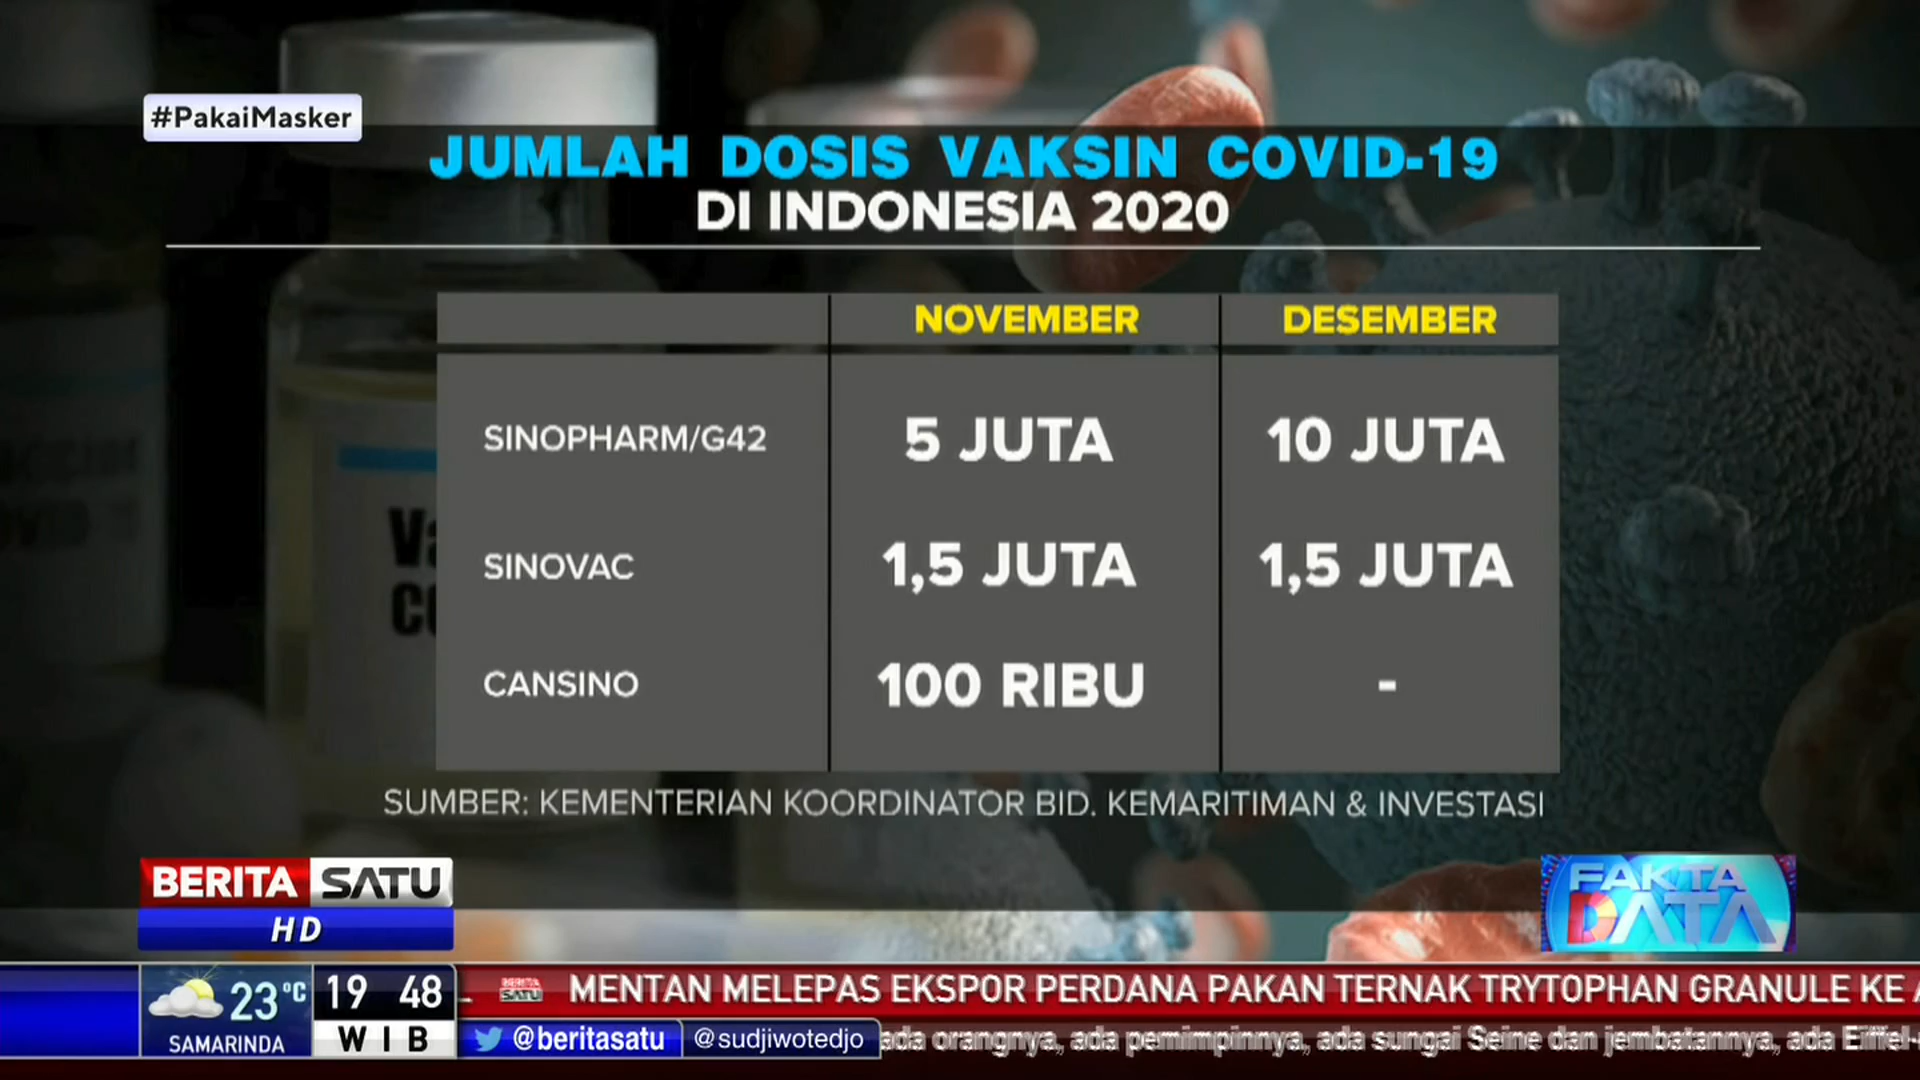 #PakaiMasker
JUMLAH DOSIS VAKSIN COVID-19
DI INDONESIA 2020
NOVEMBER DESEMBER
SINOPHARM/G42 5 JUTA 10 JUTA
SINOVAC 1,5 JUTA 1,5 JUTA
CANSINO 100 RIBU -
SUMBER: KEMENTERIAN KOORDINATOR BID. KEMARITIMAN & INVESTASI
BERITA SATU
HD
FAKTA
DATA
23°C
SAMARINDA
19 48
WIB
BERITA
SATU
MENTAN MELEPAS EKSPOR PERDANA PAKAN TERNAK TRYTOPHAN GRANULE KE
@beritasatu
@sudjiwotedjo
ada orangnya, ada pemimpinnya, ada sungai Seine dan jembatannya, ada Eiffel